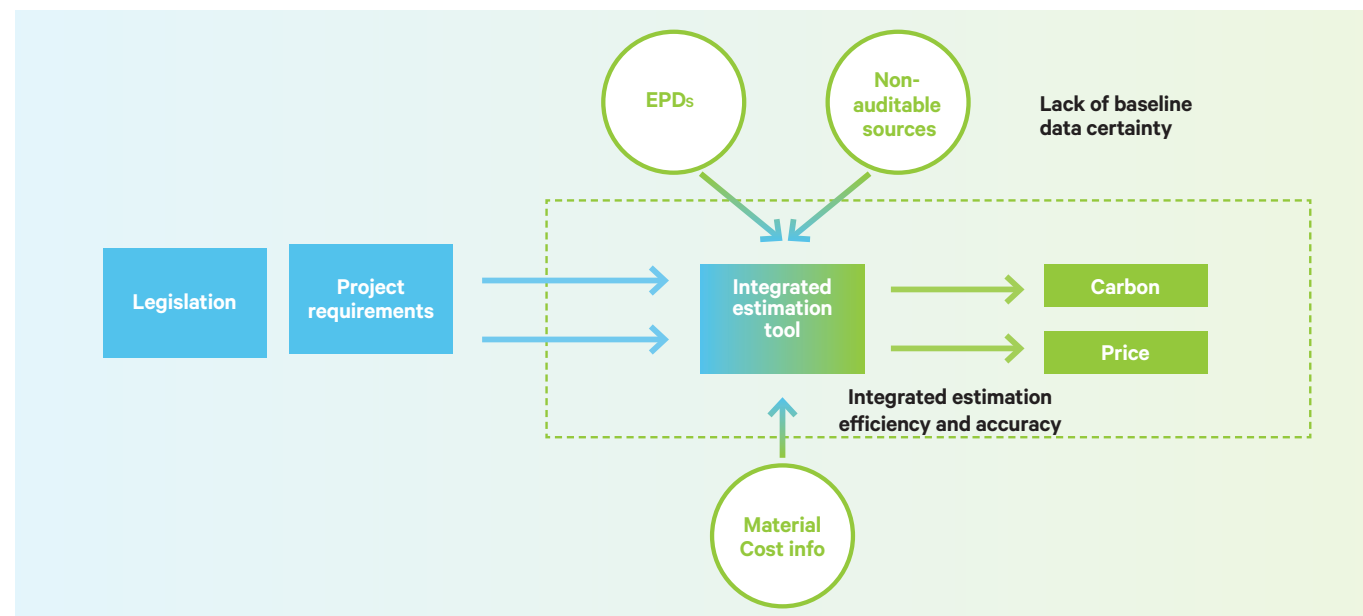 EPDs
Non-
auditable
sources
Lack of baseline
data certainty
Legislation
Project
requirements
Integrated
estimation
tool
Carbon
Price
Integrated estimation
efficiency and accuracy
Material
Cost info